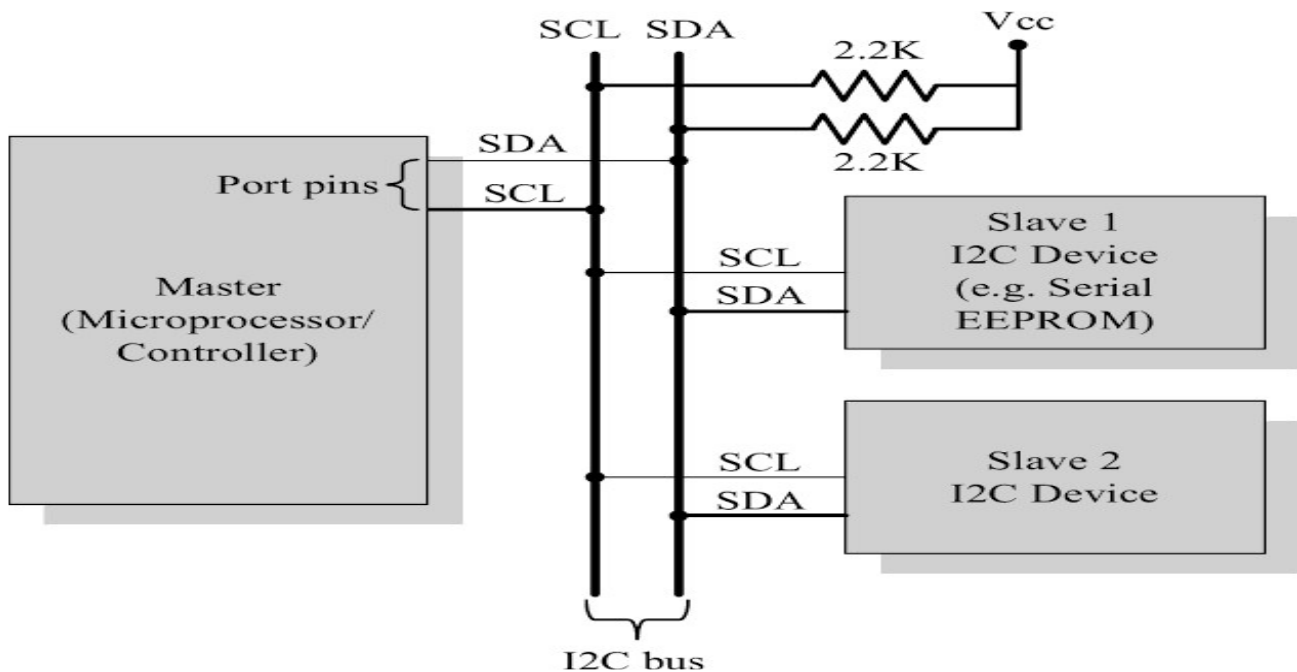 SCL SDA
Vcc
2.2K
2.2K
SDA
Port pins
SCL
Master
(Microprocessor/
Controller)
SCL
SDA
Slave 1
I2C Device
(e.g. Serial
EEPROM)
SCL
SDA
Slave 2
I2C Device
I2C bus